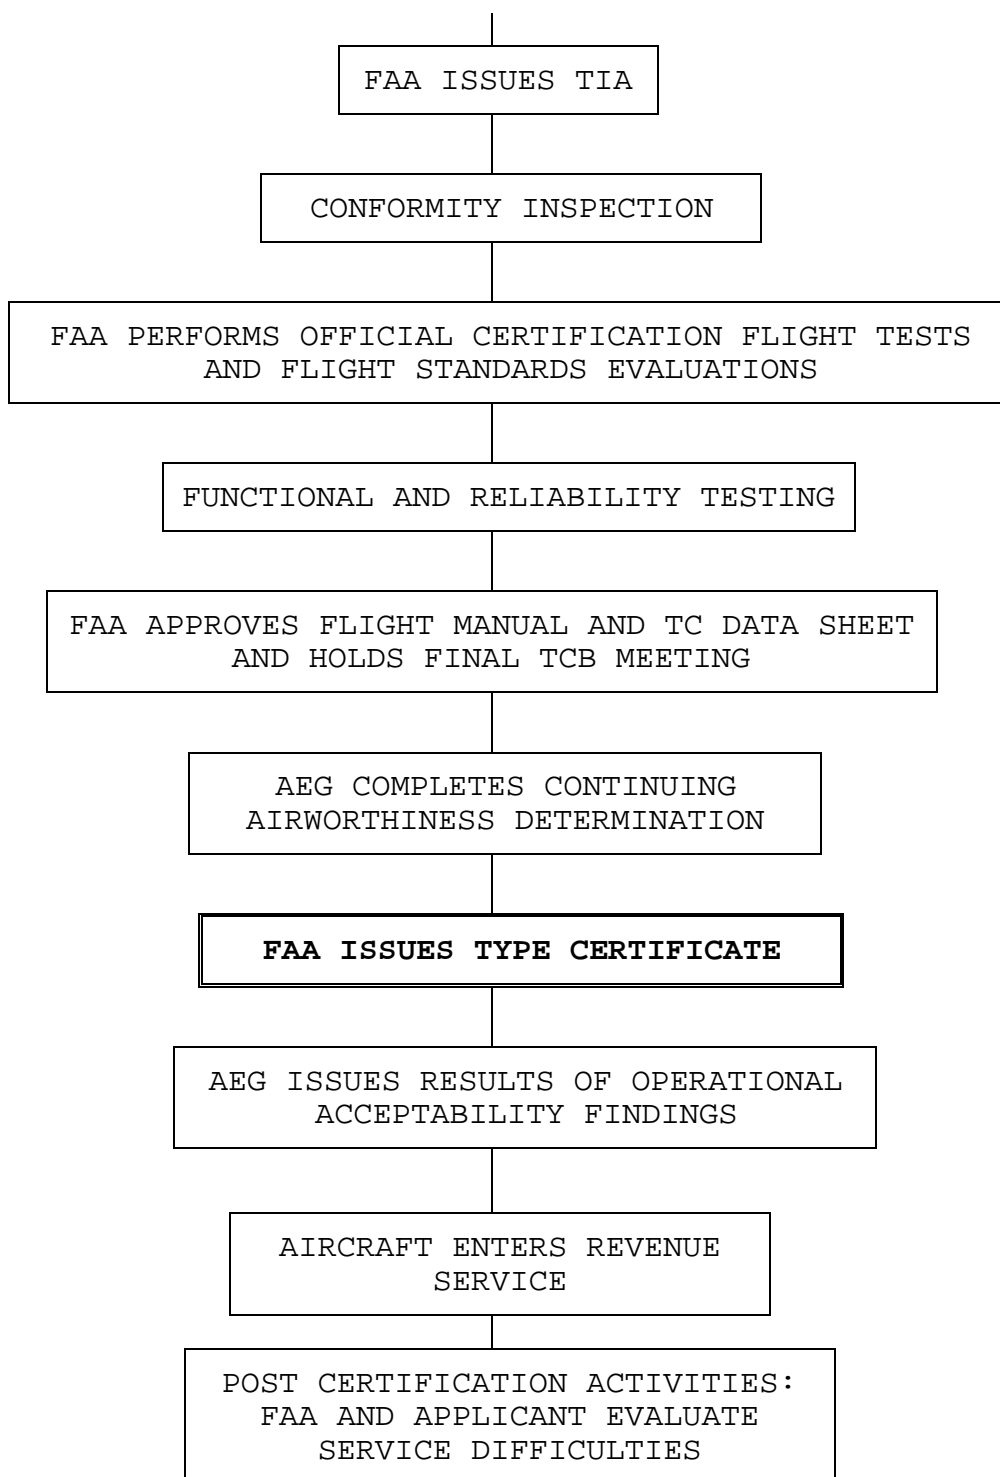 FAA ISSUES TIA
CONFORMITY INSPECTION
FAA PERFORMS OFFICIAL CERTIFICATION FLIGHT TESTS
AND FLIGHT STANDARDS EVALUATIONS
FUNCTIONAL AND RELIABILITY TESTING
FAA APPROVES FLIGHT MANUAL AND TC DATA SHEET
AND HOLDS FINAL TCB MEETING
AEG COMPLETES CONTINUING
AIRWORTHINESS DETERMINATION
FAA ISSUES TYPE CERTIFICATE
AEG ISSUES RESULTS OF OPERATIONAL
ACCEPTABILITY FINDINGS
AIRCRAFT ENTERS REVENUE
SERVICE
POST CERTIFICATION ACTIVITIES:
FAA AND APPLICANT EVALUATE
SERVICE DIFFICULTIES